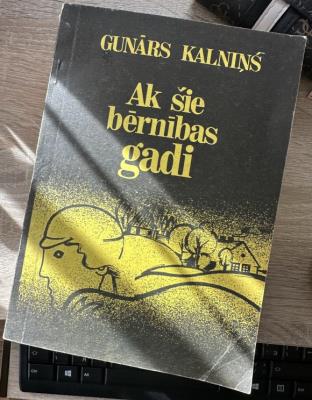 GUNĀRS KALNIŅŠ
Ak šie
bērnības
gadi